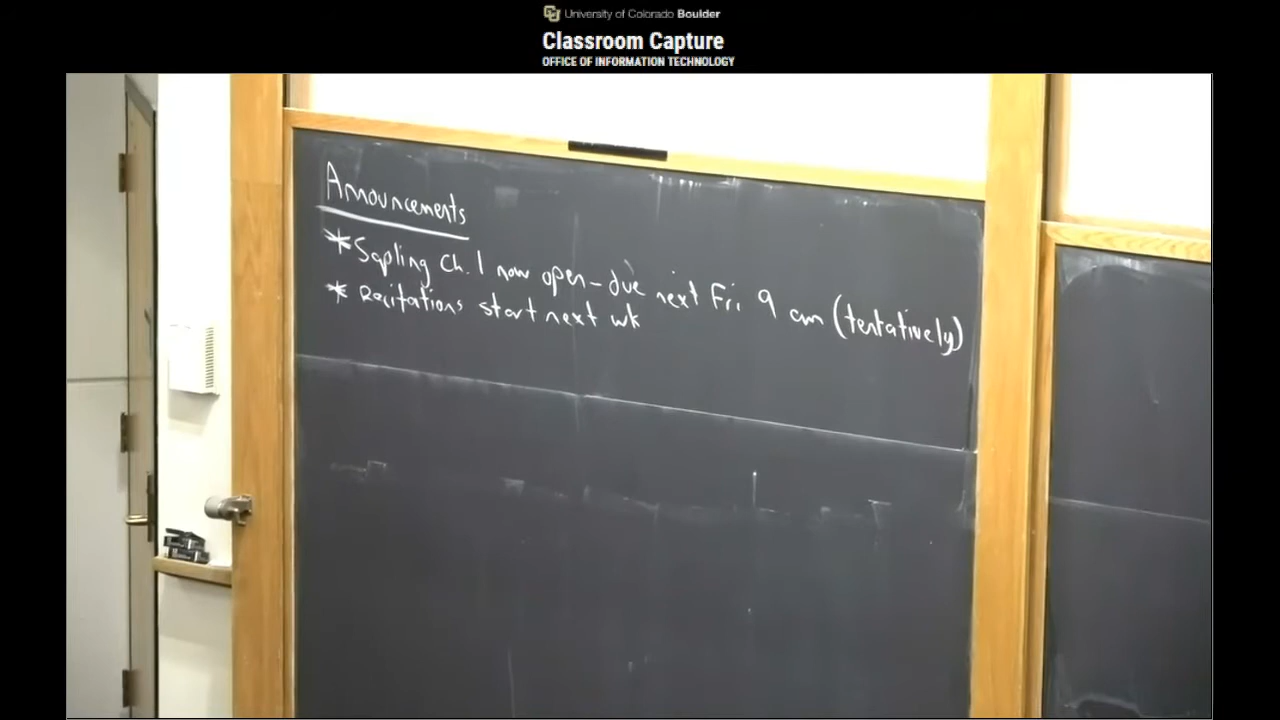 University of Colorado Boulder
Classroom Capture
OFFICE OF INFORMATION TECHNOLOGY
Announcements
* Sapling Ch. 1 now open - due next Fri. 9 am (tentatively)
* Recitations start next wk